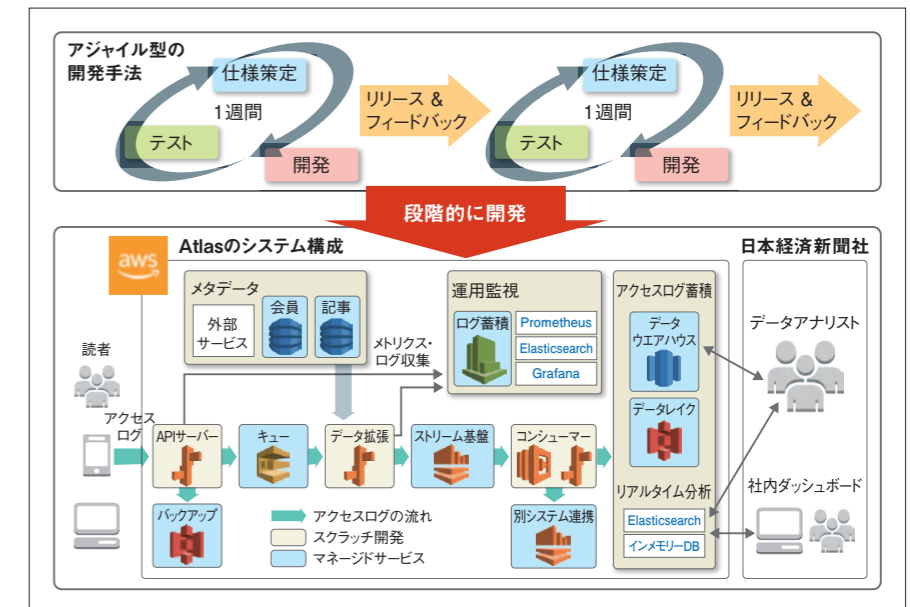 アジャイル型の
開発手法
仕様策定
1週間
テスト
開発
リリース &
フィードバック
仕様策定
1週間
テスト
開発
リリース &
フィードバック
段階的に開発
aws
Atlasのシステム構成
日本経済新聞社
メタデータ
外部
サービス
会員
記事
メトリクス・
ログ収集
運用監視
ログ蓄積
Prometheus
Elasticsearch
Grafana
アクセスログ蓄積
データ
ウエアハウス
データレイク
データアナリスト
読者
アクセス
ログ
APIサーバー
キュー
データ拡張
ストリーム基盤
コンシューマー
リアルタイム分析
Elasticsearch
インメモリーDB
社内ダッシュボード
バックアップ
アクセスログの流れ
スクラッチ開発
マネージドサービス
別システム連携